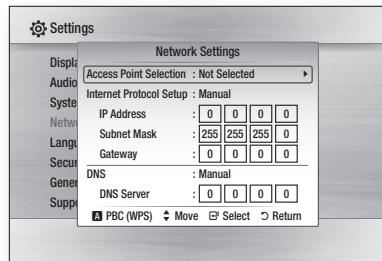 Settings
Network Settings
Displa
Audio
Syste
Netw
Langu
Secur
Gener
Suppo
Access Point Selection : Not Selected
Internet Protocol Setup : Manual
IP Address : 0 0 0 0
Subnet Mask : 255 255 255 0
Gateway : 0 0 0 0
DNS : Manual
DNS Server : 0 0 0 0
A PBC (WPS) Move Select Return